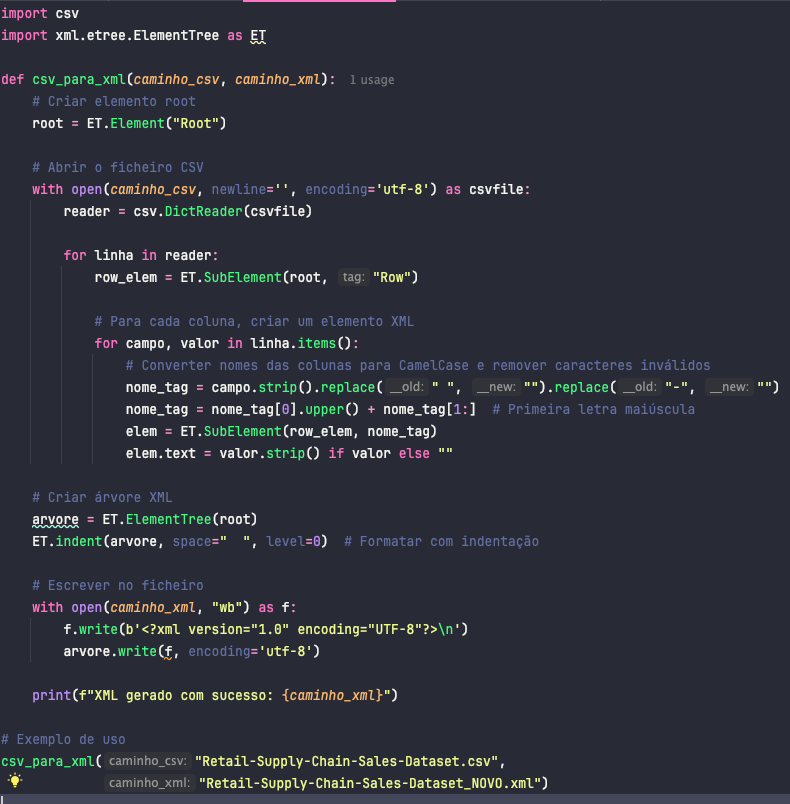 import csv
import xml.etree.ElementTree as ET
def csv_para_xml(caminho_csv, caminho_xml): 1 usage
# Criar elemento root
root = ET.Element("Root")
# Abrir o ficheiro CSV
with open(caminho_csv, newline='', encoding='utf-8') as csvfile:
reader = csv.DictReader(csvfile)
for linha in reader:
row_elem = ET.SubElement(root, tag: "Row")
# Para cada coluna, criar um elemento XML
for campo, valor in linha.items():
# Converter nomes das colunas para CamelCase e remover caracteres inválidos
nome_tag = campo.strip().replace( __old: " ", __new: "").replace( __old: "-", __new: "")
nome_tag = nome_tag[0].upper() + nome_tag[1:] # Primeira letra maiúscula
elem = ET.SubElement(row_elem, nome_tag)
elem.text = valor.strip() if valor else ""
# Criar árvore XML
arvore = ET.ElementTree(root)
ET.indent(arvore, space="  ", level=0) # Formatar com indentação
# Escrever no ficheiro
with open(caminho_xml, "wb") as f:
f.write(b'<?xml version="1.0" encoding="UTF-8"?>\n')
arvore.write(f, encoding='utf-8')
print(f"XML gerado com sucesso: {caminho_xml}")
# Exemplo de uso
csv_para_xml( caminho_csv: "Retail-Supply-Chain-Sales-Dataset.csv",
caminho_xml: "Retail-Supply-Chain-Sales-Dataset_NOVO.xml")